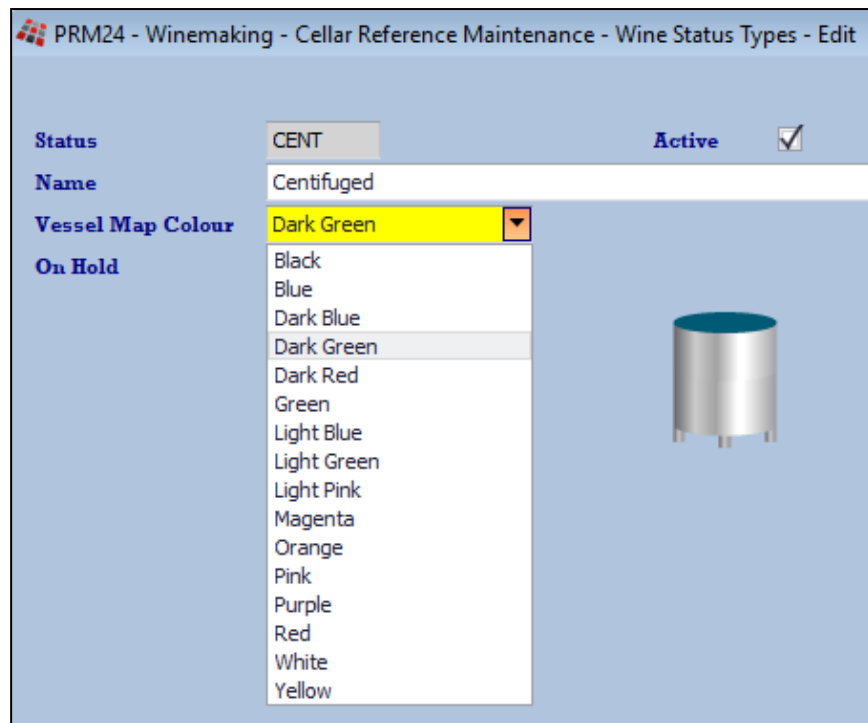 PRM24 - Winemaking - Cellar Reference Maintenance - Wine Status Types - Edit
Status CENT Active
Name Centifuged
Vessel Map Colour Dark Green
On Hold
Black
Blue
Dark Blue
Dark Green
Dark Red
Green
Light Blue
Light Green
Light Pink
Magenta
Orange
Pink
Purple
Red
White
Yellow